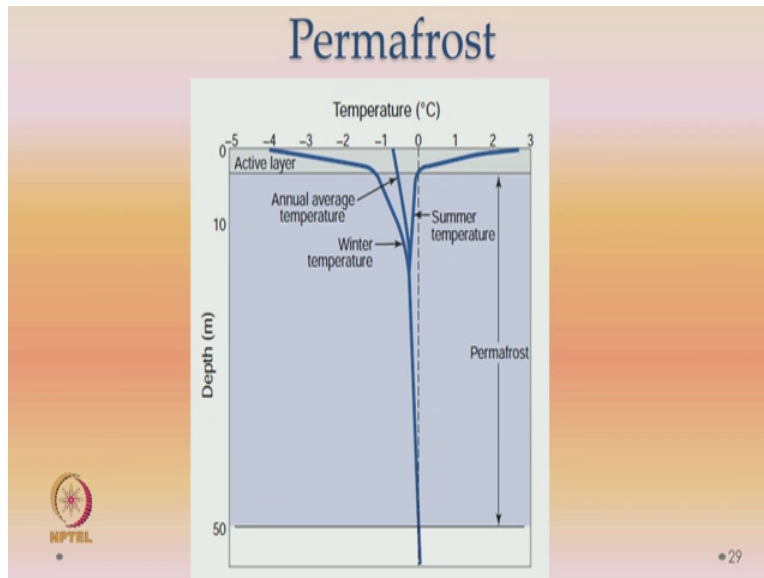 Permafrost
Temperature (°C)
-5 -4 -3 -2 -1 0 1 2 3
0
Active layer
Annual average
temperature
10
Summer
temperature
Winter
temperature
Permafrost
Depth (m)
50
NPTEL
29